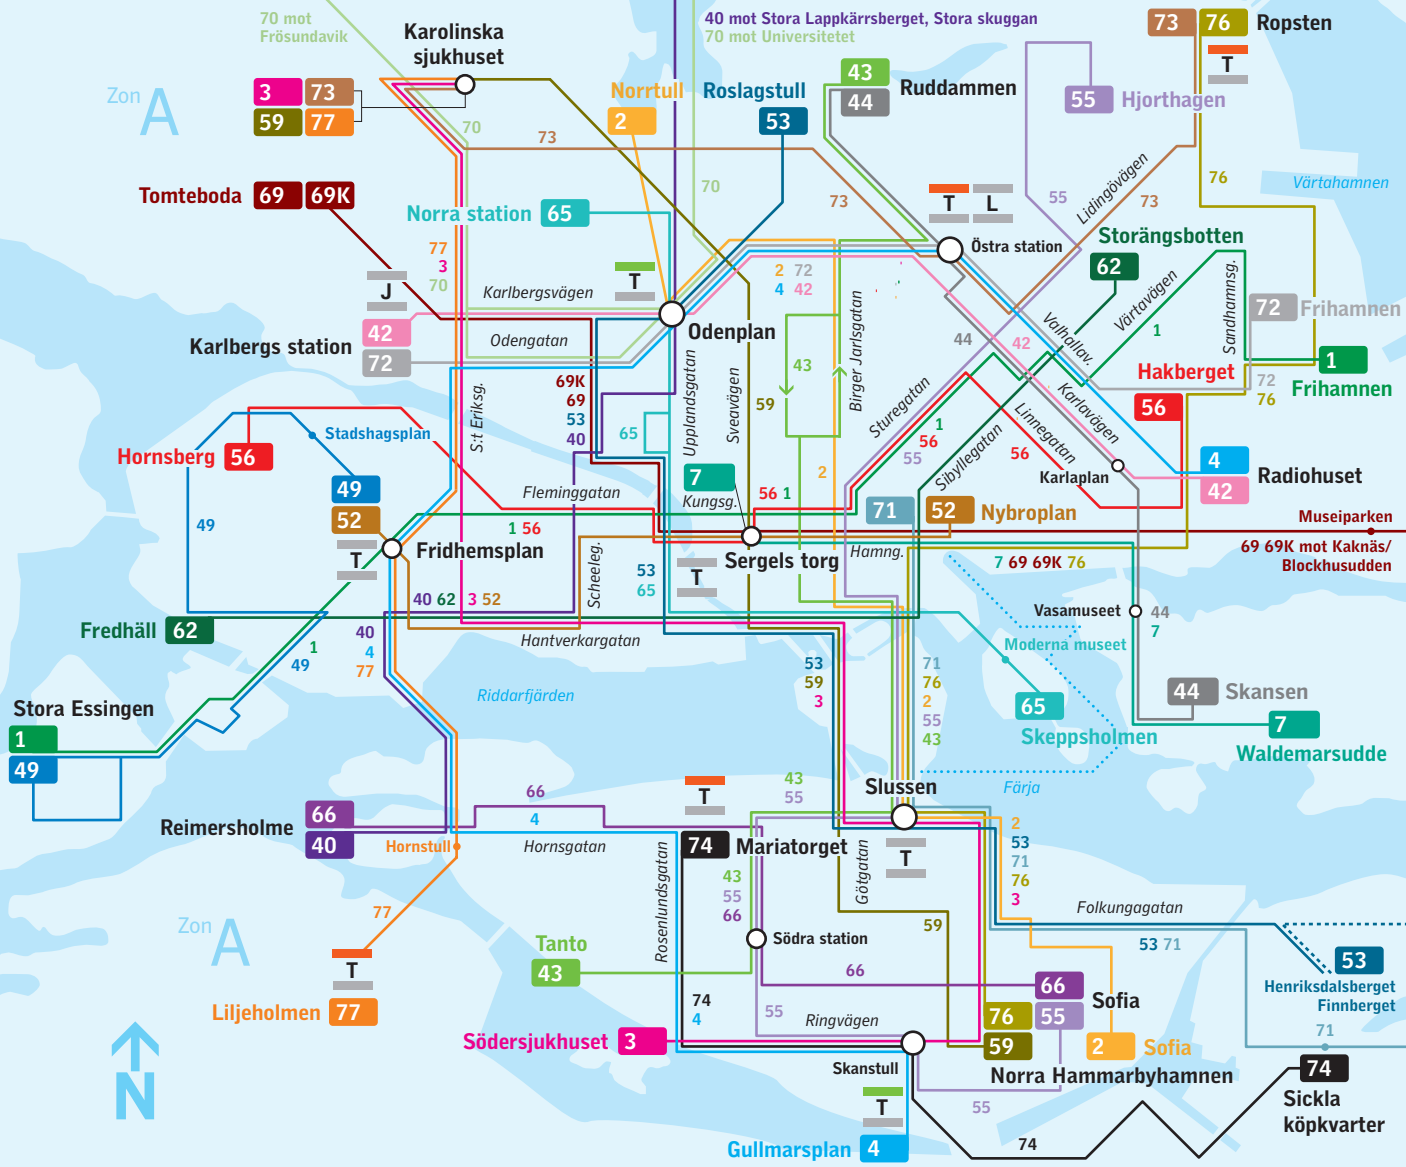 70 mot
Frösundavik
Karolinska
sjukhuset
40 mot Stora Lappkärrsberget, Stora skuggan
70 mot Universitetet
73 76 Ropsten
T
Zon
A
3 73
59 77
Norrtull
2
Roslagstull
53
43
44
Ruddammen
55 Hjorthagen
70
73
70
55
Lidingövägen
73
76
Värtahamnen
Tomteboda 69 69K
Norra station 65
73
T L
Östra station
Storängsbotten
62
77
3
70
J
T
Karlbergsvägen
2 72
4 42
Birger Jarlsgatan
Värtavägen
Sandhamnsg.
72 Frihamnen
42
72
Karlbergs station
Odengatan
Odenplan
44
42
Valhallav.
1
1
Frihamnen
43
Hakberget
56
72
76
69K
69
53
40
S:t Eriksg.
Upplandsgatan
Sveavägen
59
Sturegatan
Karlavägen
Linnegatan
Stadshagsplan
65
1
56
55
Sibyllegatan
56
Hornsberg 56
49
52
7
Kungsg.
2
Karlaplan
4
42
Radiohuset
Fleminggatan
56 1
71
52 Nybroplan
49
1 56
Museiparken
Fridhemsplan
T
Sergels torg
T
Hamng.
69 69K mot Kaknäs/
Blockhusudden
7 69 69K 76
Scheeleg.
53
65
40 62 3 52
Vasamuseet
44
7
Fredhäll 62
Hantverkargatan
40
4
77
1
49
Moderna museet
53
59
3
71
76
2
55
43
Riddarfjärden
44 Skansen
65
Skeppsholmen
7
Waldemarsudde
Stora Essingen
1
49
T
43
55
Slussen
Färja
66
4
66
40
Reimersholme
Hornstull
Hornsgatan
74 Mariatorget
T
Götgatan
Rosenlundsgatan
2
53
71
76
3
43
55
66
77
Folkungagatan
Zon
A
59
Södra station
53 71
Tanto
43
T
66
53
Henriksdalsberget
Finnberget
66
Sofia
Liljeholmen 77
74
4
55
Ringvägen
76 55
59
2 Sofia
71
Södersjukhuset 3
Skanstull
Norra Hammarbyhamnen
74
Sickla
köpkvarter
N
T
55
74
Gullmarsplan 4